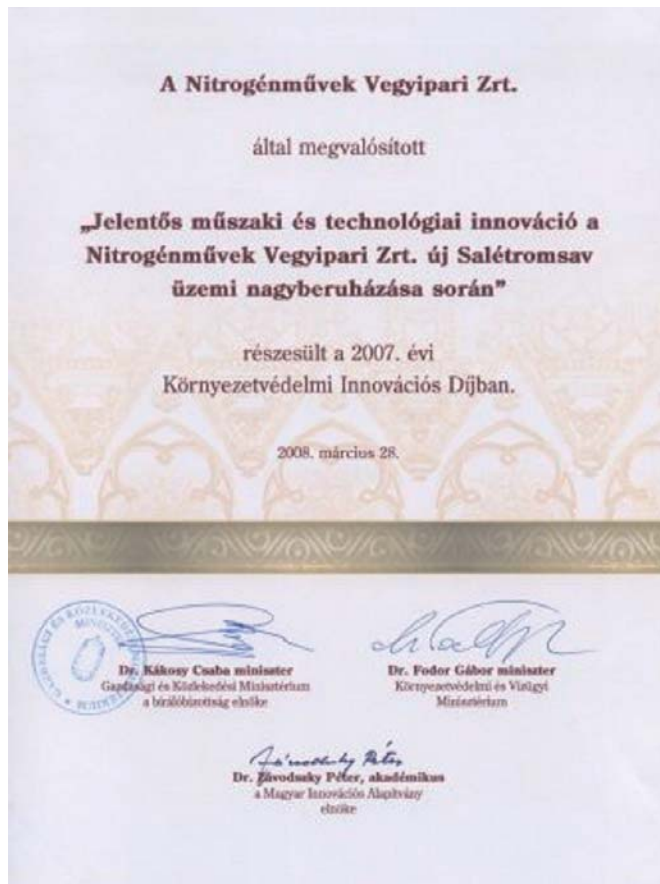 A Nitrogénművek Vegyipari Zrt.
által megvalósított
„Jelentős műszaki és technológiai innováció a
Nitrogénművek Vegyipari Zrt. új Salétromsav
üzemi nagyberuházása során”
részesült a 2007. évi
Környezetvédelmi Innovációs Díjban.
2008. március 28.
Dr. Kákosy Csaba miniszter
Gazdasági és Közlekedési Minisztérium
a bírálóbizottság elnöke
Dr. Fodor Gábor miniszter
Környezetvédelmi és Vízügyi
Minisztérium
Závodszky Péter
Dr. Závodszky Péter, akadémikus
a Magyar Innovációs Alapítvány
elnöke